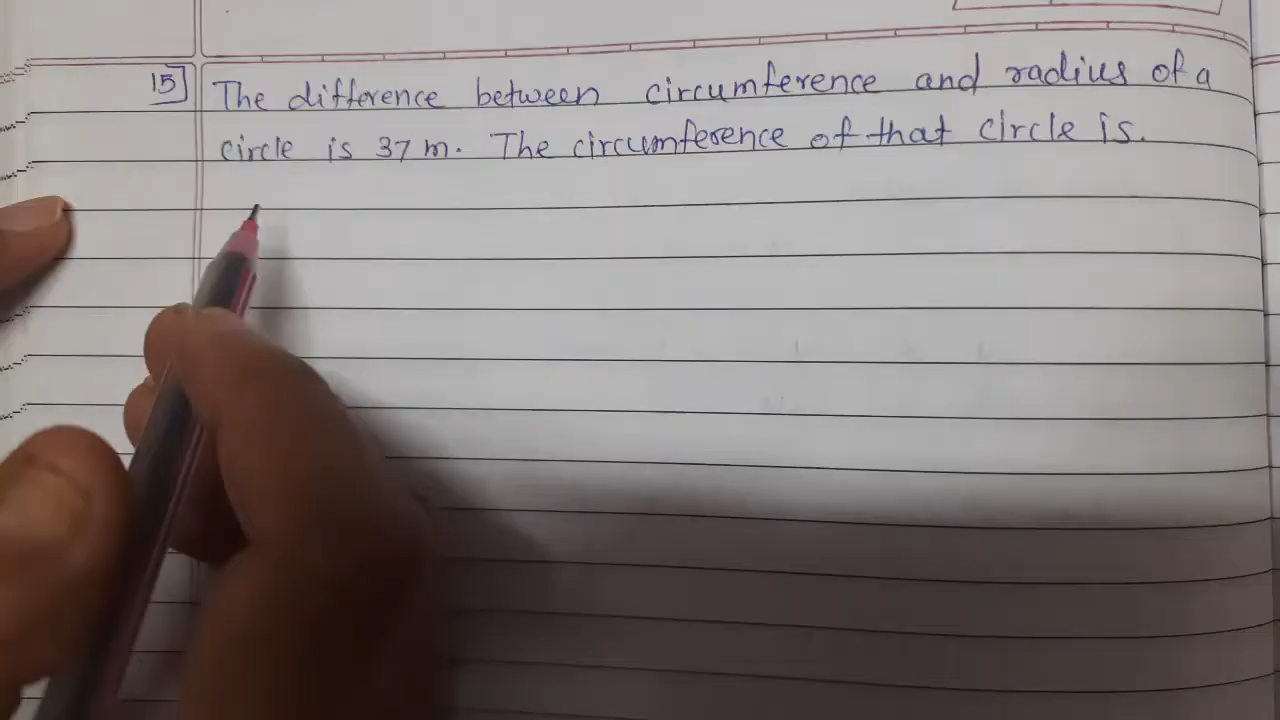 15] The difference between circumference and radius of a
circle is 37 m. The circumference of that circle is.